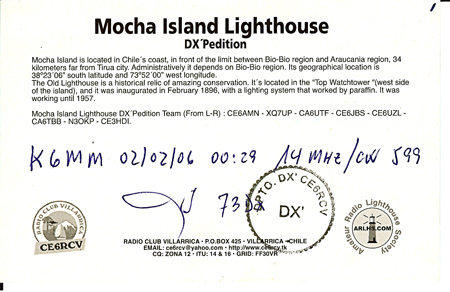 Mocha Island Lighthouse
DX´Pedition
Mocha Island is located in Chile´s coast, in front of the limit between Bio-Bio region and Araucania region, 34
kilometers far from Tirua city. Administratively it depends on Bio-Bio region. Its geographical location is
38°23´06" south latitude and 73°52´00" west longitude.
The Old Lighthouse is a historical relic of amazing conservation. It´s located in the "Top Watchtower "(west side
of the island), and it was inaugurated in February 1896, with a lighting system that worked by paraffin. It was
working until 1957.
Mocha Island Lighthouse DX´Pedition Team (From L-R) : CE6AMN - XQ7UP - CA6UTF - CE6JBS - CE6UZL -
CA6TBB - N3OKP - CE3HDI.
K6MM 02/02/06 00:29 14 MHz/CW 599
73
PTO. DX' CE6RCV
DX'
RADIO CLUB VILLARRICA
CE6RCV
Amateur Radio Lighthouse Society
ARLHS.COM
RADIO CLUB VILLARRICA - P.O.BOX 425 - VILLARRICA - CHILE
EMAIL: ce6rcv@yahoo.com - http://www.ce6rcv.tk
CQ: ZONA 12 - ITU: 14 & 16 - GRID: FF30VR